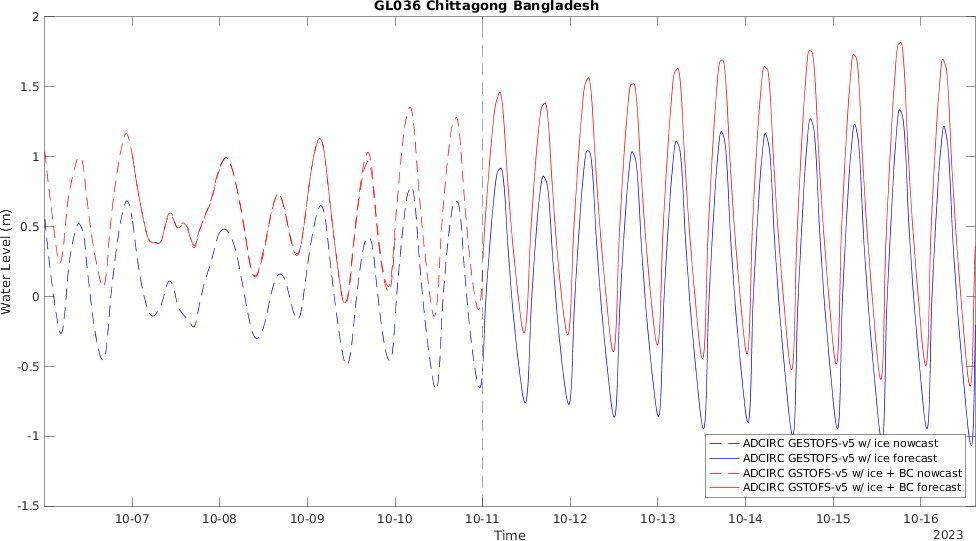 GL036 Chittagong Bangladesh
2
1.5
1
0.5
0
-0.5
-1
-1.5
Water Level (m)
ADCIRC GESTOFS-v5 w/ ice nowcast
ADCIRC GESTOFS-v5 w/ ice forecast
ADCIRC GSTOFS-v5 w/ ice + BC nowcast
ADCIRC GSTOFS-v5 w/ ice + BC forecast
10-07 10-08 10-09 10-10 10-11 10-12 10-13 10-14 10-15 10-16
Time
2023